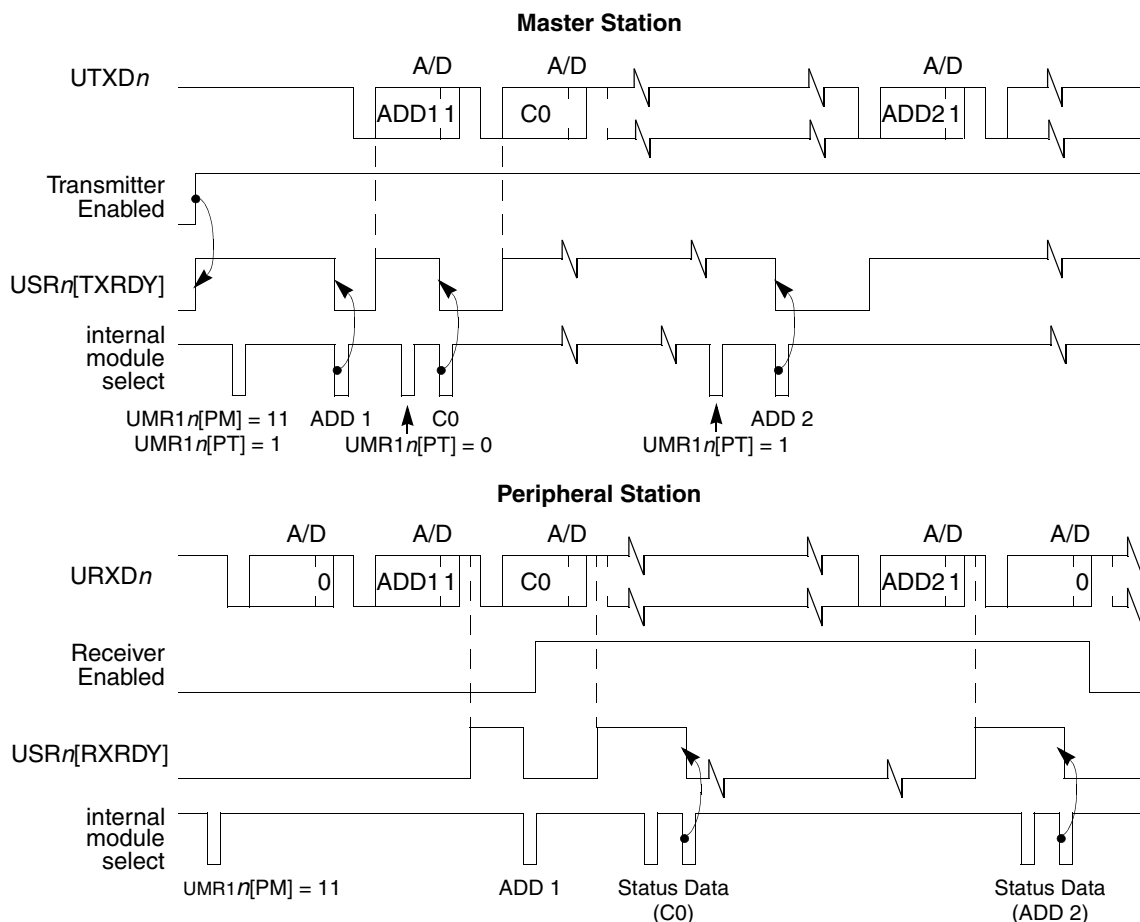 Master Station
A/D A/D A/D
UTXDn
ADD1 1 C0 ADD2 1
Transmitter
Enabled
USRn[TXRDY]
internal
module
select
UMR1n[PM] = 11 ADD 1 C0 ADD 2
UMR1n[PT] = 1 UMR1n[PT] = 0 UMR1n[PT] = 1
Peripheral Station
A/D A/D A/D A/D A/D
URXDn
0 ADD1 1 C0 ADD2 1 0
Receiver
Enabled
USRn[RXRDY]
internal
module
select
UMR1n[PM] = 11 ADD 1 Status Data Status Data
(C0) (ADD 2)